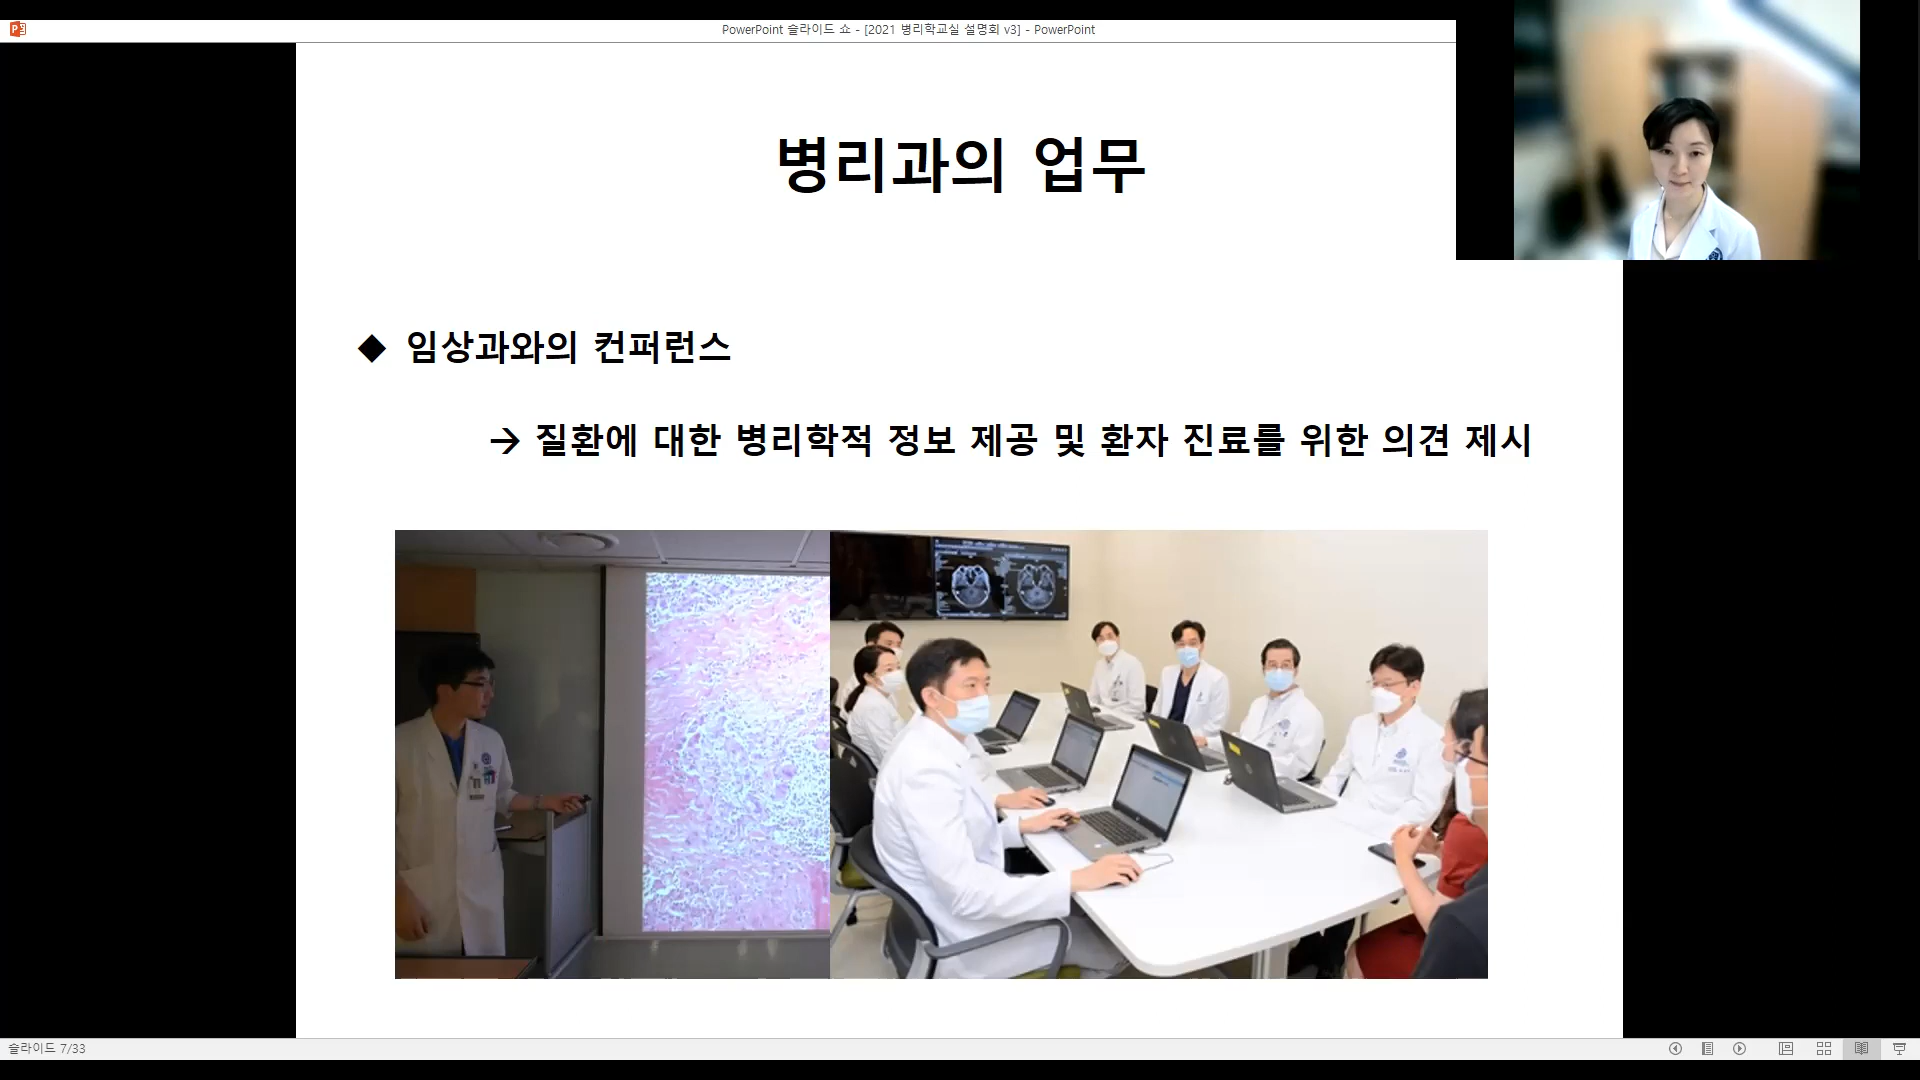 PowerPoint 슬라이드 쇼 - [2021 병리학교실 설명회 v3] - PowerPoint
병리과의 업무
◆ 임상과와의 컨퍼런스
→ 질환에 대한 병리학적 정보 제공 및 환자 진료를 위한 의견 제시
슬라이드 7/33